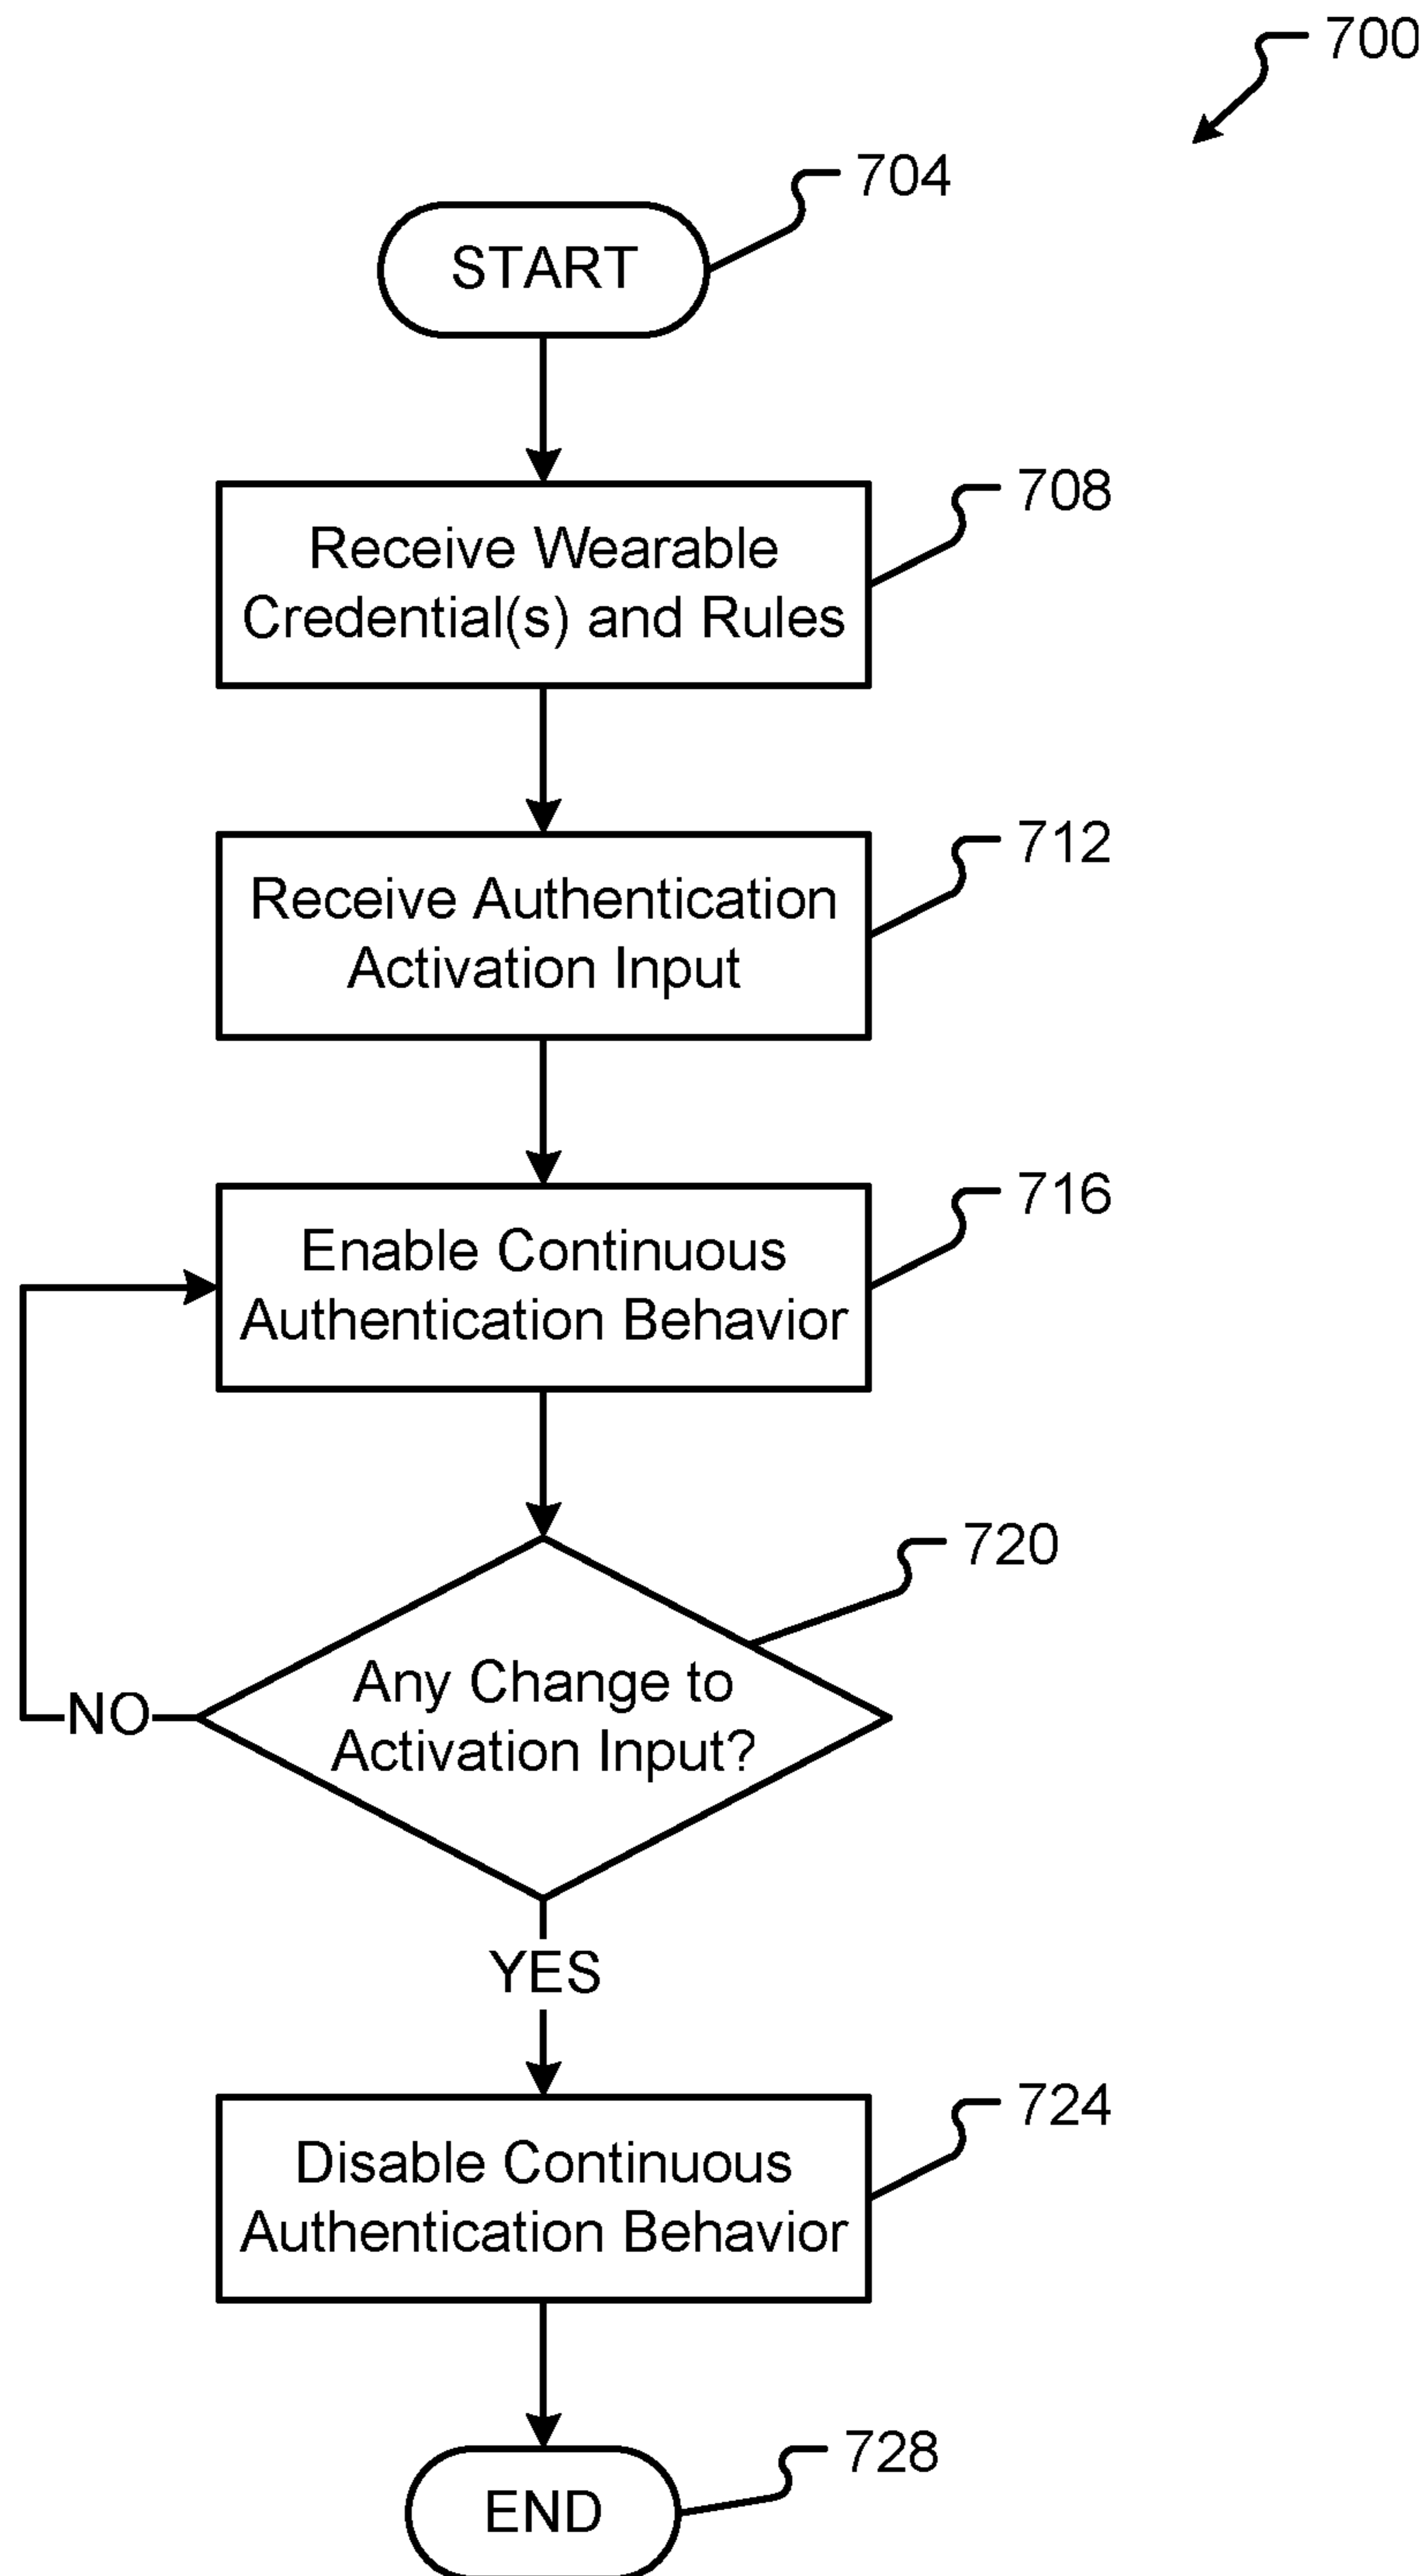 700
704
START
708
Receive Wearable
Credential(s) and Rules
712
Receive Authentication
Activation Input
716
Enable Continuous
Authentication Behavior
720
Any Change to
Activation Input?
NO
YES
724
Disable Continuous
Authentication Behavior
728
END